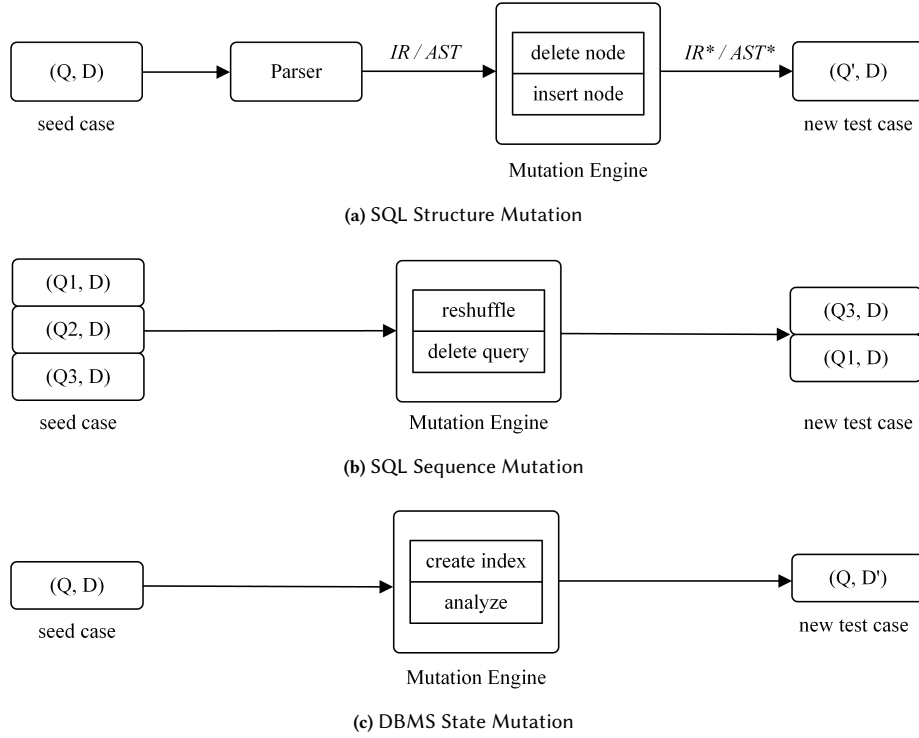 (Q, D)
Parser
IR / AST
delete node
insert node
IR* / AST*
(Q', D)
seed case
new test case
Mutation Engine
(a) SQL Structure Mutation
(Q1, D)
(Q2, D)
(Q3, D)
reshuffle
delete query
(Q3, D)
(Q1, D)
seed case
Mutation Engine
new test case
(b) SQL Sequence Mutation
(Q, D)
create index
analyze
(Q, D')
seed case
new test case
Mutation Engine
(c) DBMS State Mutation